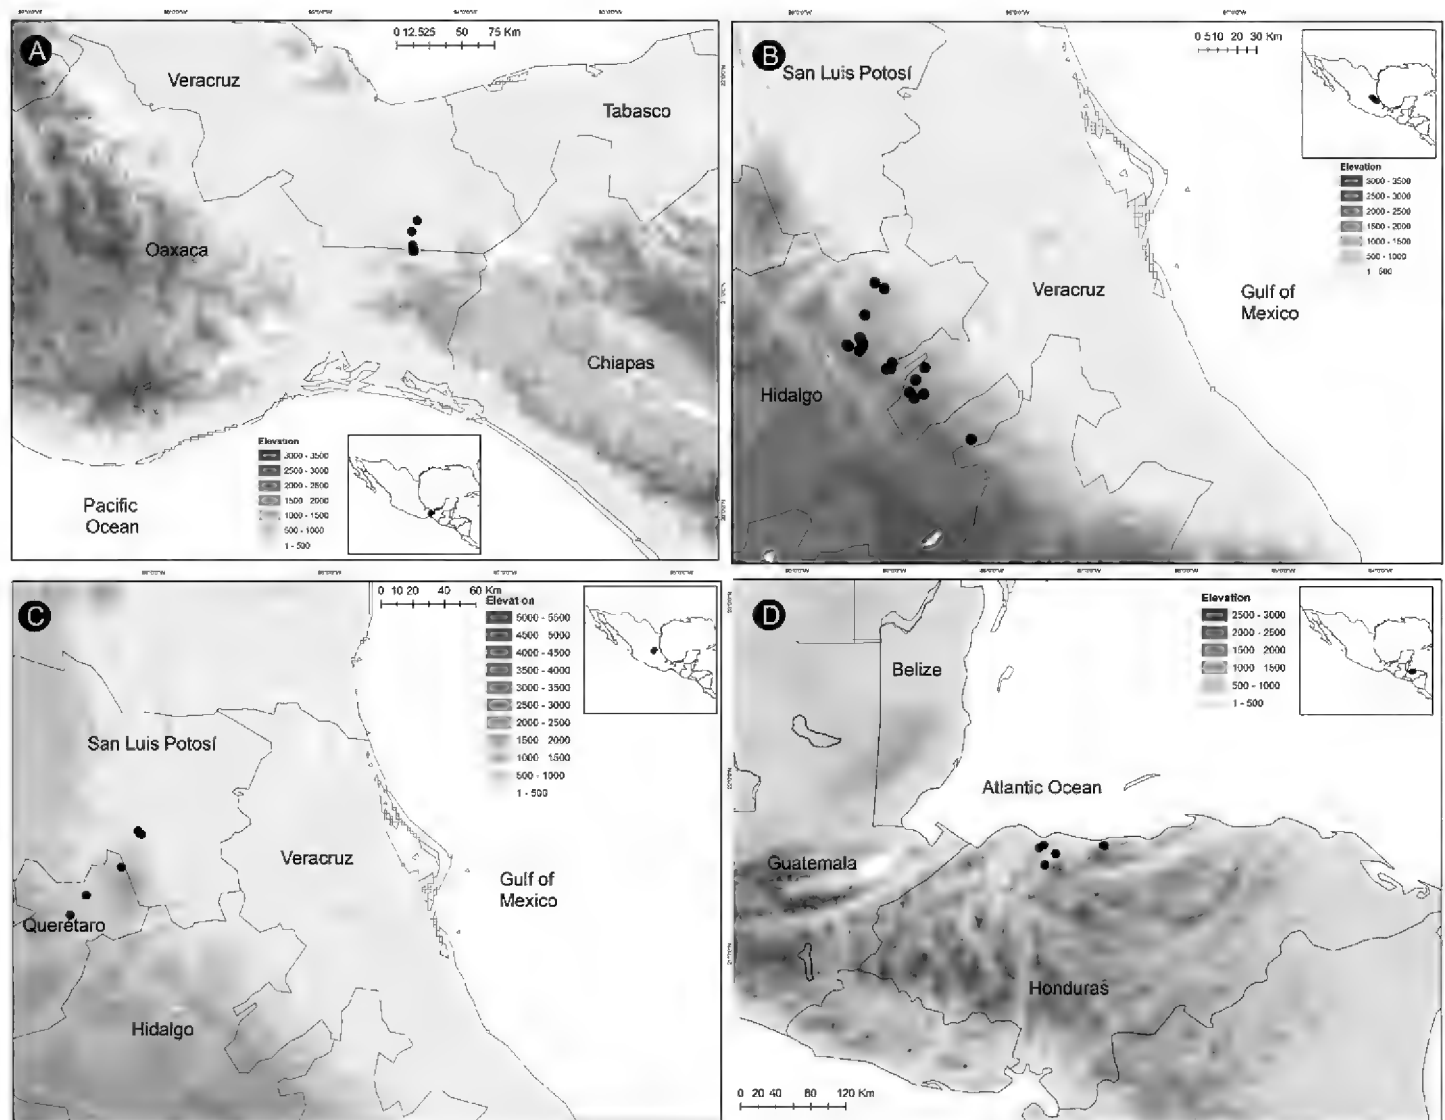 A
0 12.525 50 75 Km
Veracruz
Tabasco
Oaxaca
Chiapas
Pacific
Ocean
Elevation
3000 - 3500
2500 - 3000
2000 - 2500
1500 - 2000
1000 - 1500
500 - 1000
1 - 500
B
0 510 20 30 Km
San Luis Potosí
Veracruz
Gulf of
Mexico
Hidalgo
Elevation
3000 - 3500
2500 - 3000
2000 - 2500
1500 - 2000
1000 - 1500
500 - 1000
1 - 500
C
0 10 20 40 60 Km
San Luis Potosí
Veracruz
Gulf of
Mexico
Querétaro
Hidalgo
Elevation
5000 - 5500
4500 - 5000
4000 - 4500
3500 - 4000
3000 - 3500
2500 - 3000
2000 - 2500
1500 - 2000
1000 - 1500
500 - 1000
1 - 500
D
Belize
Atlantic Ocean
Guatemala
Honduras
Elevation
2500 - 3000
2000 - 2500
1500 - 2000
1000 - 1500
500 - 1000
1 - 500
0 20 40 80 120 Km